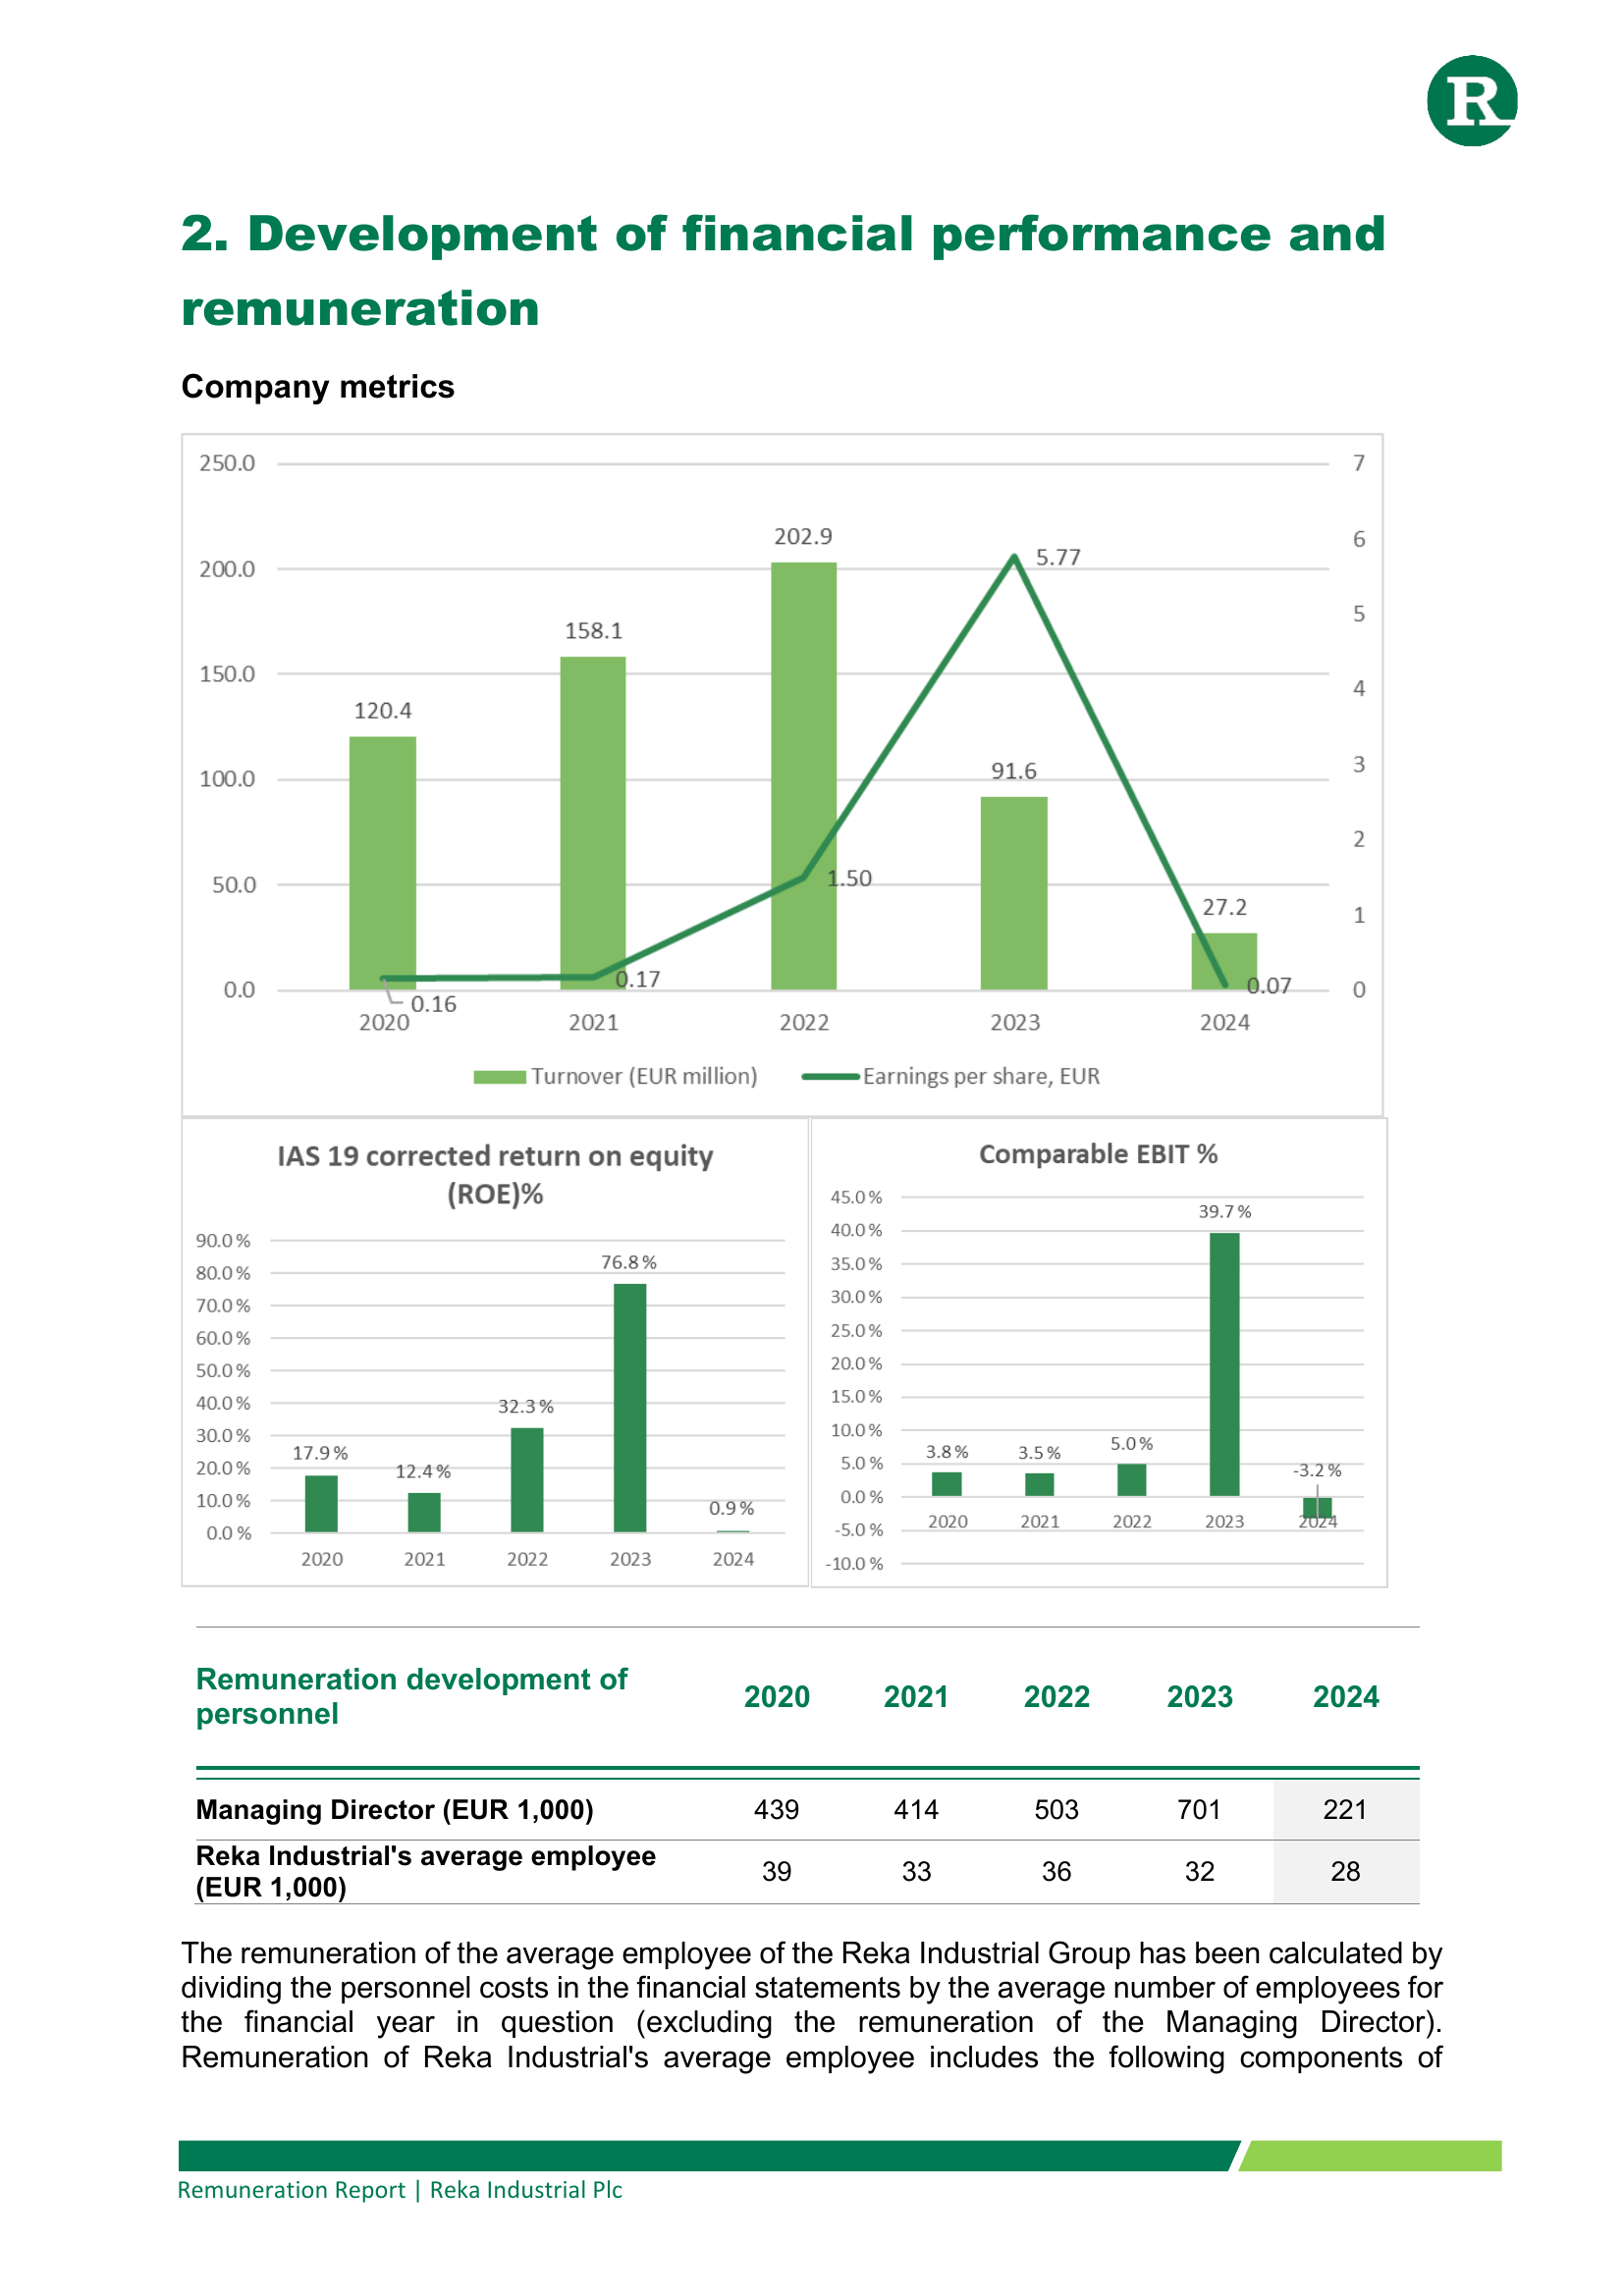 R
2. Development of financial performance and
remuneration
Company metrics
250.0
200.0
150.0
100.0
50.0
0.0
7
6
5
4
3
2
1
0
120.4
158.1
202.9
91.6
27.2
0.16
0.17
1.50
5.77
0.07
2020 2021 2022 2023 2024
Turnover (EUR million) Earnings per share, EUR
IAS 19 corrected return on equity
(ROE)%
90.0 %
80.0 %
70.0 %
60.0 %
50.0 %
40.0 %
30.0 %
20.0 %
10.0 %
0.0 %
17.9 %
12.4 %
32.3 %
76.8 %
0.9 %
2020 2021 2022 2023 2024
Comparable EBIT %
45.0 %
40.0 %
35.0 %
30.0 %
25.0 %
20.0 %
15.0 %
10.0 %
5.0 %
0.0 %
-5.0 %
-10.0 %
3.8 %
3.5 %
5.0 %
39.7 %
-3.2 %
2020 2021 2022 2023 2024
Remuneration development of
personnel
2020 2021 2022 2023 2024
Managing Director (EUR 1,000) 439 414 503 701 221
Reka Industrial's average employee
(EUR 1,000)
39 33 36 32 28
The remuneration of the average employee of the Reka Industrial Group has been calculated by
dividing the personnel costs in the financial statements by the average number of employees for
the financial year in question (excluding the remuneration of the Managing Director).
Remuneration of Reka Industrial's average employee includes the following components of
Remuneration Report | Reka Industrial Plc